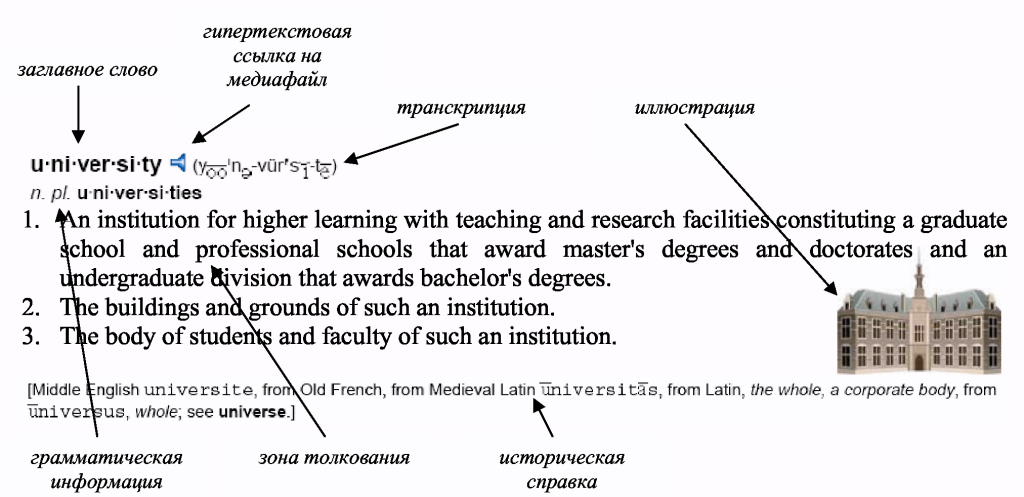 гипертекстовая
ссылка на
медиафайл
заглавное слово
транскрипция
иллюстрация
u·ni·ver·si·ty (yo͞o'nə-vûr'sĭ-tē)
n. pl. u·ni·ver·si·ties
1. An institution for higher learning with teaching and research facilities constituting a graduate
school and professional schools that award master's degrees and doctorates and an
undergraduate division that awards bachelor's degrees.
2. The buildings and grounds of such an institution.
3. The body of students and faculty of such an institution.
[Middle English universite, from Old French, from Medieval Latin ūniversitās, from Latin, the whole, a corporate body, from
ūniversus, whole; see universe.]
грамматическая
информация
зона толкования
историческая
справка